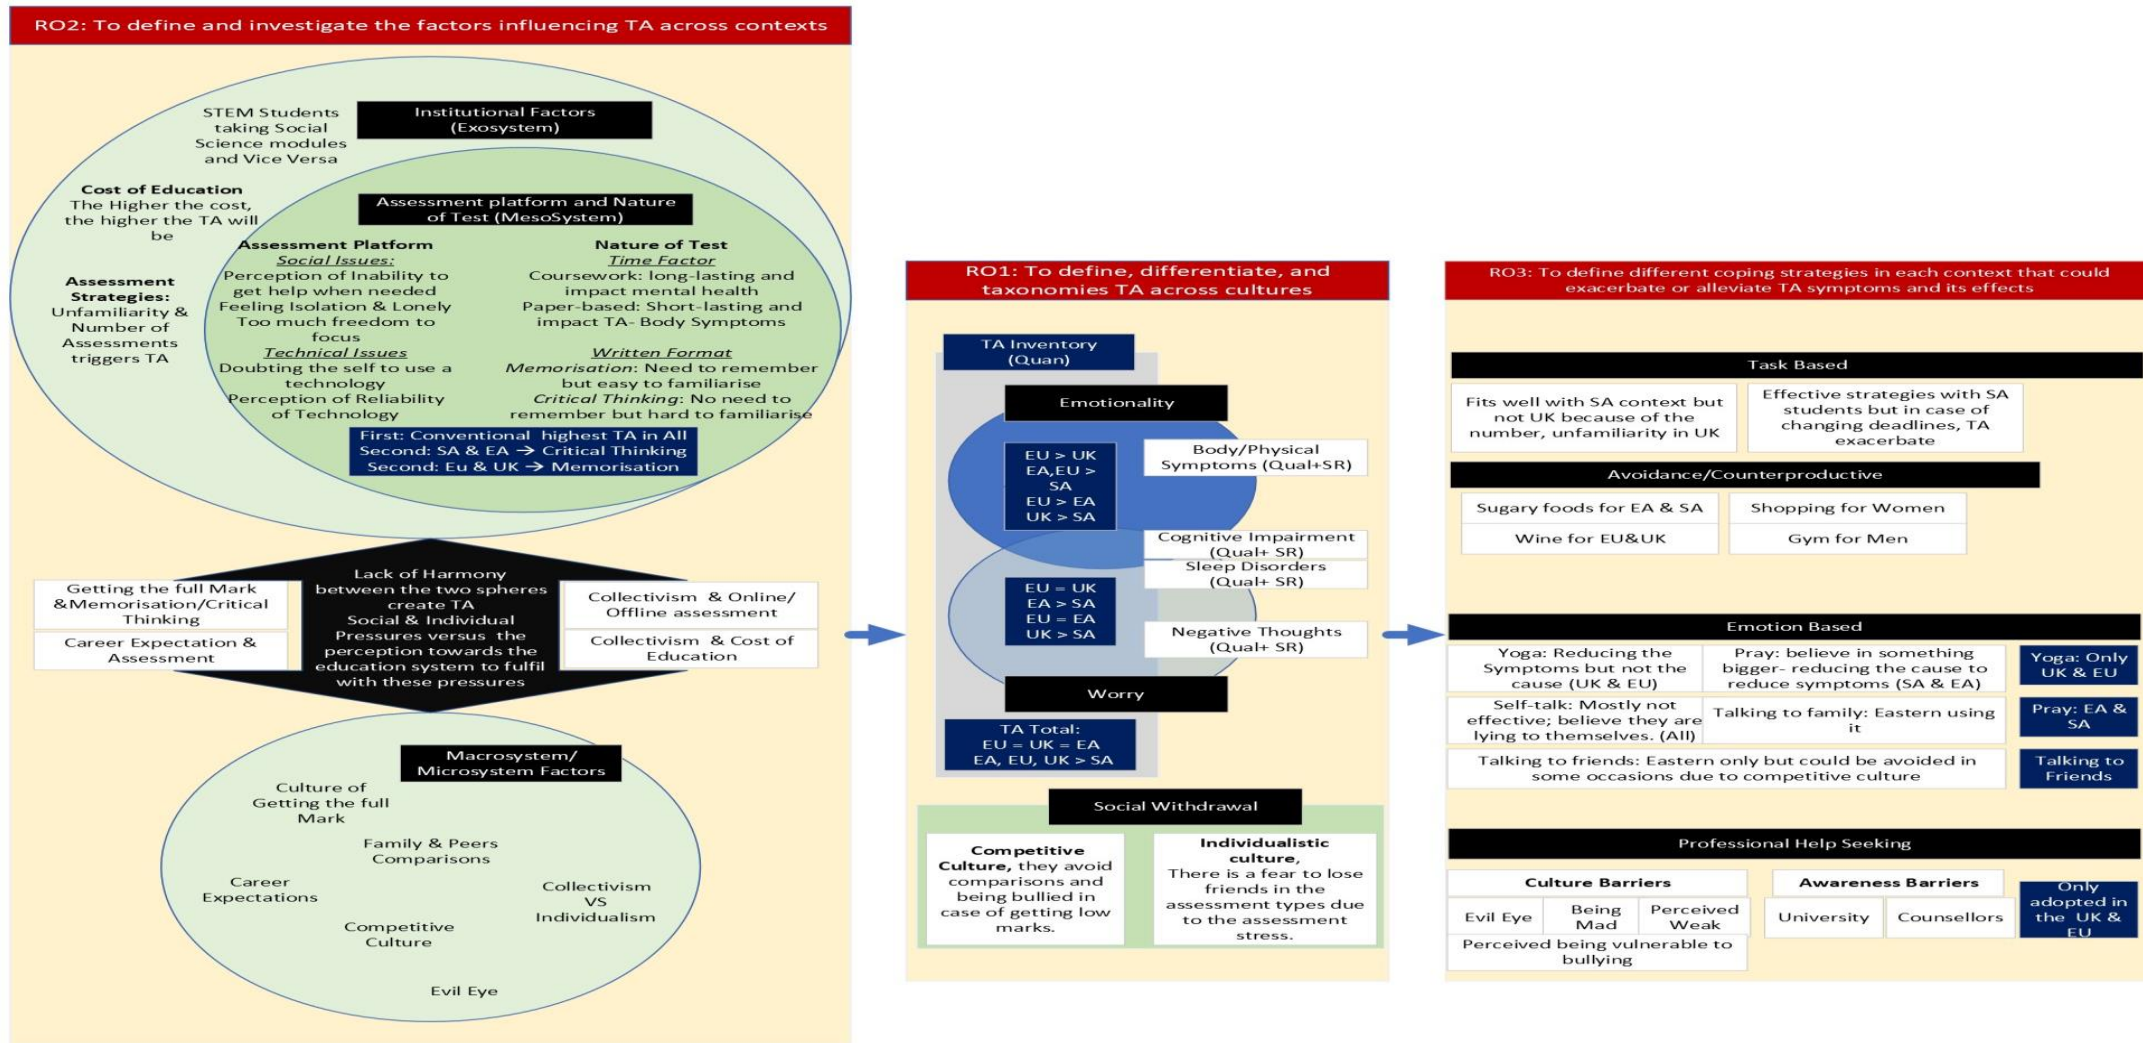 RO2: To define and investigate the factors influencing TA across contexts
STEM Students
taking Social
Science modules
and Vice Versa
Institutional Factors
(Exosystem)
Cost of Education
The Higher the cost,
the higher the TA will
be
Assessment
Strategies:
Unfamiliarity &
Number of
Assessments
triggers TA
Assessment platform and Nature
of Test (MesoSystem)
Assessment Platform
Social Issues:
Perception of Inability to
get help when needed
Feeling Isolation & Lonely
Too much freedom to
focus
Technical Issues
Doubting the self to use a
technology
Perception of Reliability
of Technology
Nature of Test
Time Factor
Coursework: long-lasting and
impact mental health
Paper-based: Short-lasting and
impact TA- Body Symptoms
Written Format
Memorisation: Need to remember
but easy to familiarise
Critical Thinking: No need to
remember but hard to familiarise
First: Conventional highest TA in All
Second: SA & EA → Critical Thinking
Second: Eu & UK → Memorisation
Getting the full Mark
&Memorisation/Critical
Thinking
Career Expectation &
Assessment
Lack of Harmony
between the two spheres
create TA
Social & Individual
Pressures versus the
perception towards the
education system to fulfil
with these pressures
Collectivism & Online/
Offline assessment
Collectivism & Cost of
Education
Macrosystem/
Microsystem Factors
Culture of
Getting the full
Mark
Family & Peers
Comparisons
Career
Expectations
Collectivism
VS
Individualism
Competitive
Culture
Evil Eye
RO1: To define, differentiate, and
taxonomies TA across cultures
TA Inventory
(Quan)
Emotionality
EU > UK
EA,EU >
SA
EU > EA
UK > SA
Body/Physical
Symptoms (Qual+SR)
Cognitive Impairment
(Qual+ SR)
Sleep Disorders
(Qual+ SR)
EU = UK
EA > SA
EU = EA
UK > SA
Negative Thoughts
(Qual+ SR)
Worry
TA Total:
EU = UK = EA
EA, EU, UK > SA
Social Withdrawal
Competitive
Culture, they avoid
comparisons and
being bullied in
case of getting low
marks.
Individualistic
culture,
There is a fear to lose
friends in the
assessment types due
to the assessment
stress.
RO3: To define different coping strategies in each context that could
exacerbate or alleviate TA symptoms and its effects
Task Based
Fits well with SA context but
not UK because of the
number, unfamiliarity in UK
Effective strategies with SA
students but in case of
changing deadlines, TA
exacerbate
Avoidance/Counterproductive
Sugary foods for EA & SA
Shopping for Women
Wine for EU&UK
Gym for Men
Emotion Based
Yoga: Reducing the
Symptoms but not the
cause (UK & EU)
Pray: believe in something
bigger- reducing the cause to
reduce symptoms (SA & EA)
Yoga: Only
UK & EU
Self-talk: Mostly not
effective; believe they are
lying to themselves. (All)
Talking to family: Eastern using
it
Pray: EA &
SA
Talking to friends: Eastern only but could be avoided in
some occasions due to competitive culture
Talking to
Friends
Professional Help Seeking
Culture Barriers
Awareness Barriers
Only
adopted in
the UK &
EU
Evil Eye
Being
Mad
Perceived
Weak
University
Counsellors
Perceived being vulnerable to
bullying